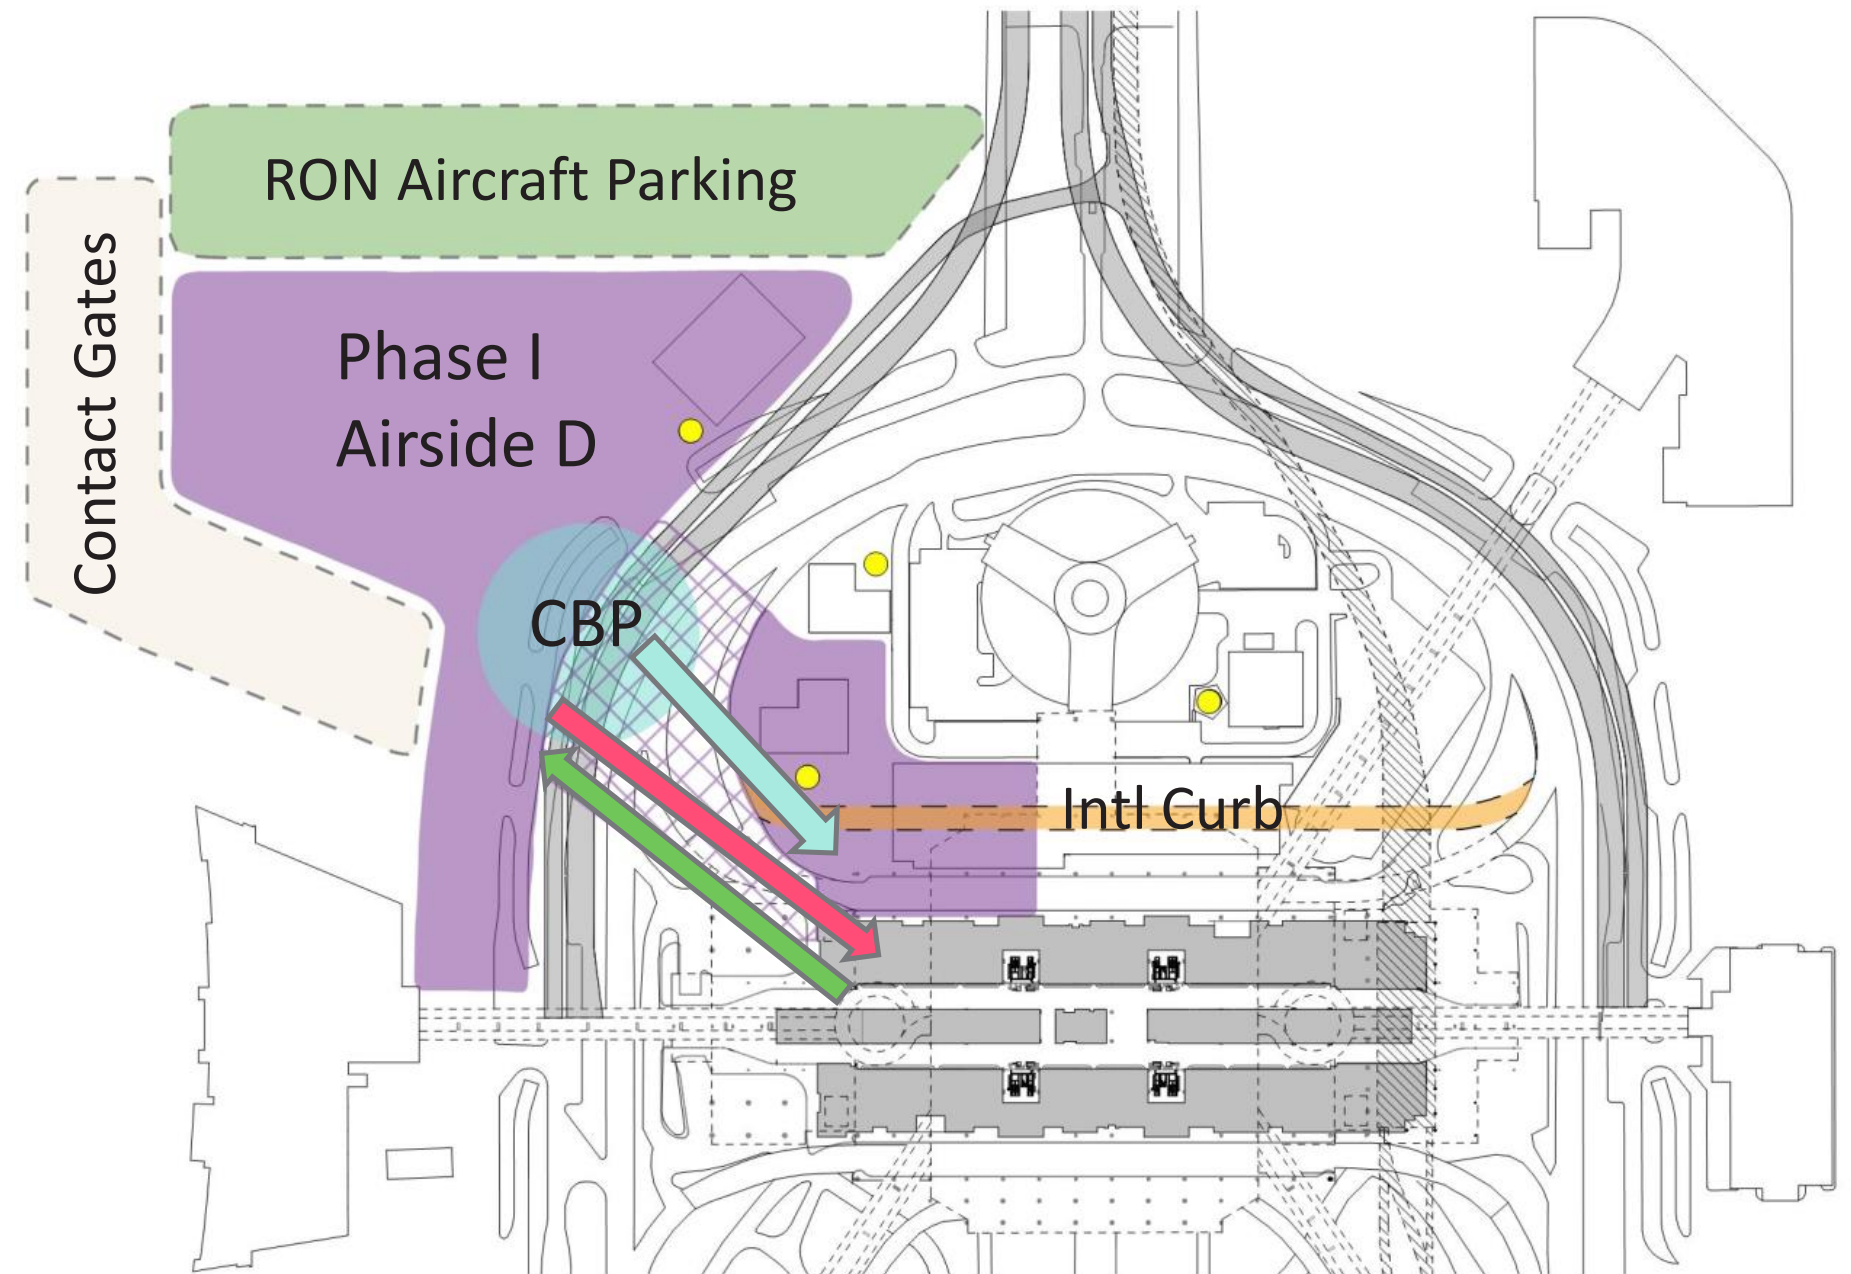 RON Aircraft Parking
Contact Gates
Phase I
Airside D
CBP
Intl Curb